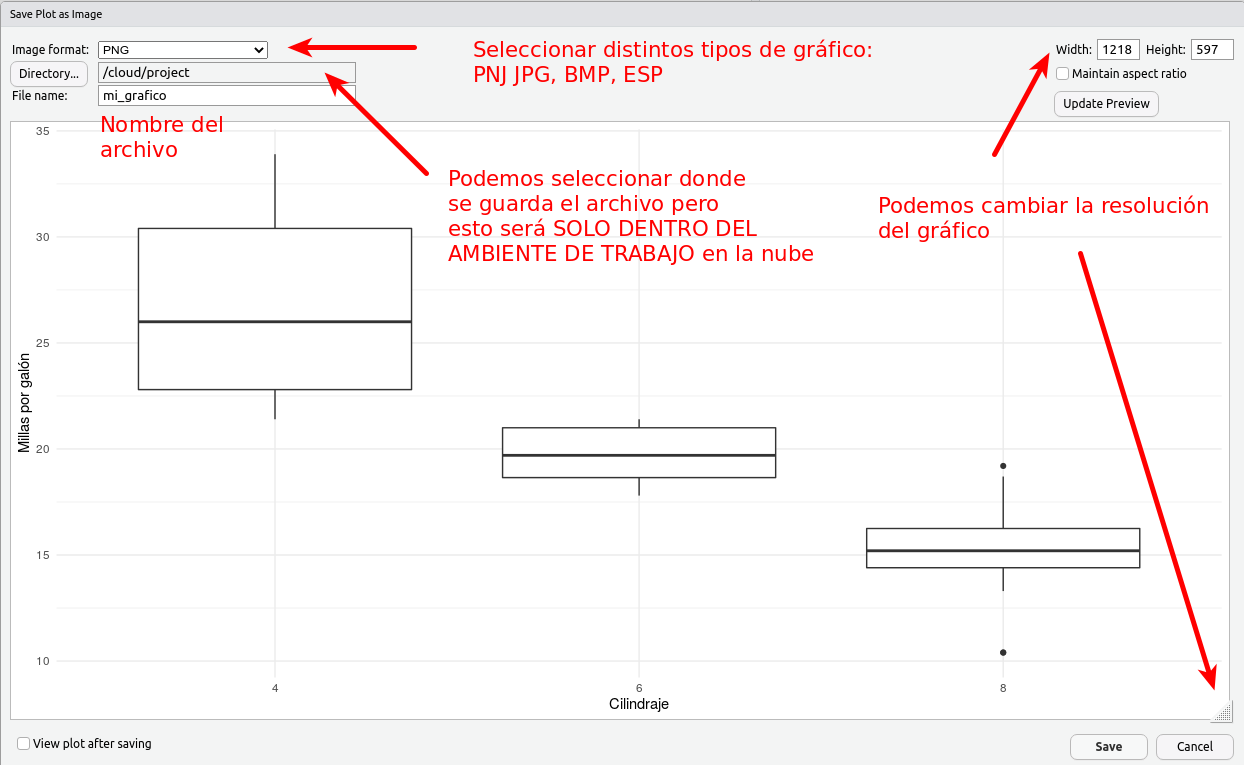 Save Plot as Image
Image format: PNG
Directory... /cloud/project
File name: mi_grafico
Seleccionar distintos tipos de gráfico:
PNJ JPG, BMP, ESP
Width: 1218 Height: 597
Maintain aspect ratio
Update Preview
Nombre del
archivo
Podemos seleccionar donde
se guarda el archivo pero
esto será SOLO DENTRO DEL
AMBIENTE DE TRABAJO en la nube
Podemos cambiar la resolución
del gráfico
35
30
25
20
15
10
Millas por galón
4 6 8
Cilindraje
View plot after saving
Save Cancel